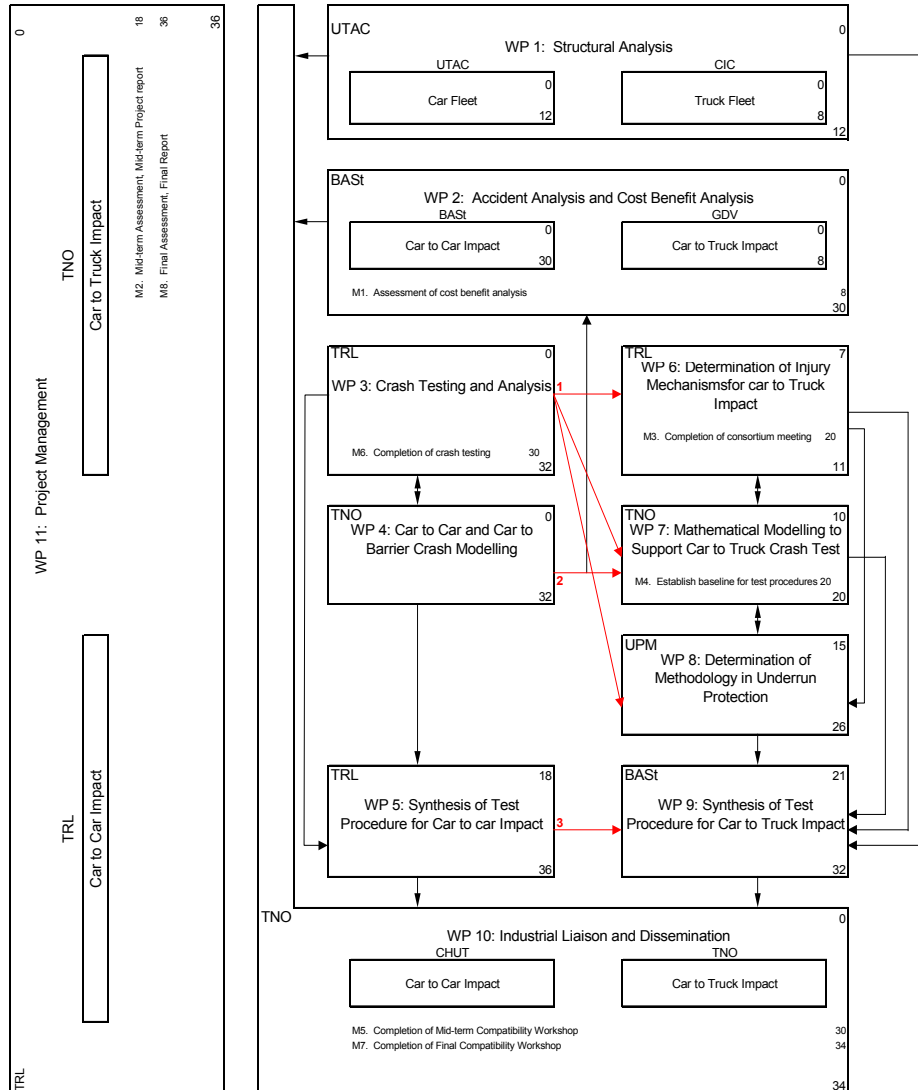 0
18
36
36
M2. Mid-term Assessment, Mid-term Project report
M8. Final Assessment, Final Report
TNO
Car to Truck Impact
WP 11: Project Management
TRL
Car to Car Impact
TRL
UTAC
0
WP 1: Structural Analysis
UTAC
CIC
0
Car Fleet
12
0
Truck Fleet
8
12
BASt
0
WP 2: Accident Analysis and Cost Benefit Analysis
BASt
GDV
0
Car to Car Impact
30
0
Car to Truck Impact
8
M1. Assessment of cost benefit analysis
8
30
TRL
0
WP 3: Crash Testing and Analysis
M6. Completion of crash testing 30
32
1
TRL
7
WP 6: Determination of Injury
Mechanismsfor car to Truck
Impact
M3. Completion of consortium meeting 20
11
TNO
0
WP 4: Car to Car and Car to
Barrier Crash Modelling
32
2
TNO
10
WP 7: Mathematical Modelling to
Support Car to Truck Crash Test
M4. Establish baseline for test procedures 20
20
UPM
15
WP 8: Determination of
Methodology in Underrun
Protection
26
TRL
18
WP 5: Synthesis of Test
Procedure for Car to car Impact
36
3
BASt
21
WP 9: Synthesis of Test
Procedure for Car to Truck Impact
32
TNO
0
WP 10: Industrial Liaison and Dissemination
CHUT
TNO
Car to Car Impact
Car to Truck Impact
M5. Completion of Mid-term Compatibility Workshop 30
M7. Completion of Final Compatibility Workshop 34
34